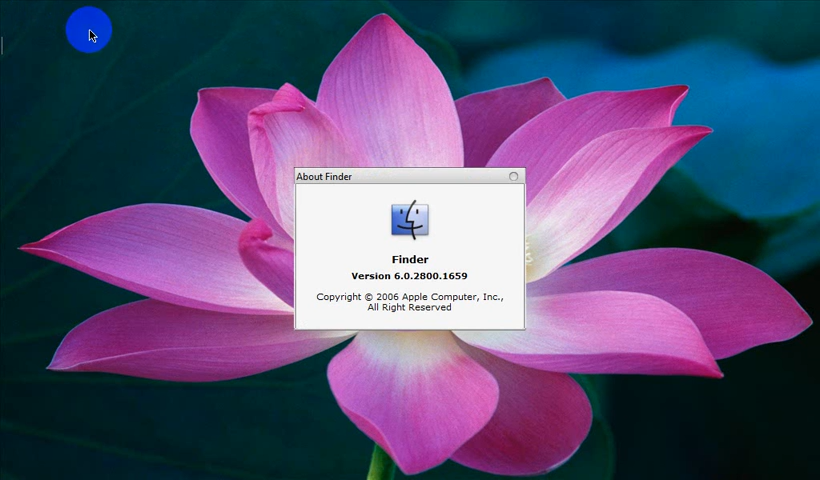 About Finder
Finder
Version 6.0.2800.1659
Copyright © 2006 Apple Computer, Inc.,
All Right Reserved